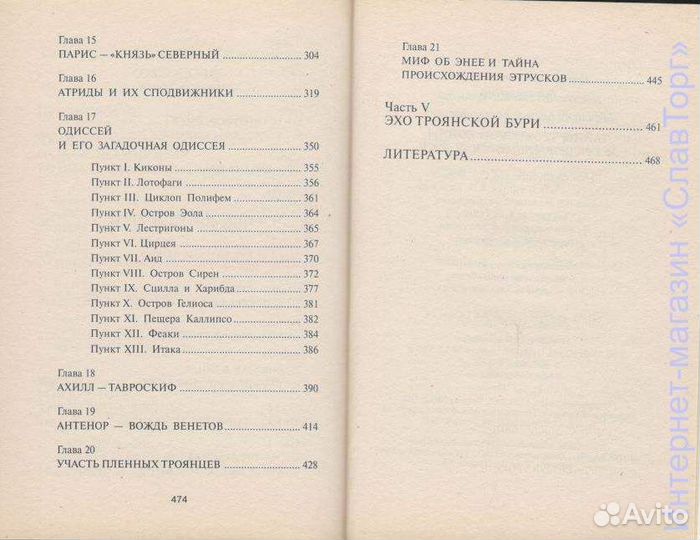 Глава 15
ПАРИС — «КНЯЗЬ» СЕВЕРНЫЙ ........ 304
Глава 16
АТРИДЫ И ИХ СПОДВИЖНИКИ ........ 319
Глава 17
ОДИССЕЙ
И ЕГО ЗАГАДОЧНАЯ ОДИССЕЯ ........ 350
Пункт I. Киконы ........ 355
Пункт II. Лотофаги ........ 356
Пункт III. Циклоп Полифем ........ 361
Пункт IV. Остров Эола ........ 364
Пункт V. Лестригоны ........ 365
Пункт VI. Цирцея ........ 367
Пункт VII. Аид ........ 370
Пункт VIII. Остров Сирен ........ 372
Пункт IX. Сцилла и Харибда ........ 377
Пункт X. Остров Гелиоса ........ 381
Пункт XI. Пещера Каллипсо ........ 382
Пункт XII. Феаки ........ 384
Пункт XIII. Итака ........ 386
Глава 18
АХИЛЛ — ТАВРОСКИФ ........ 390
Глава 19
АНТЕНОР — ВОЖДЬ ВЕНЕТОВ ........ 414
Глава 20
УЧАСТЬ ПЛЕННЫХ ТРОЯНЦЕВ ........ 428
474
Глава 21
МИФ ОБ ЭНЕЕ И ТАЙНА
ПРОИСХОЖДЕНИЯ ЭТРУСКОВ ........ 445
Часть V
ЭХО ТРОЯНСКОЙ БУРИ ........ 461
ЛИТЕРАТУРА ........ 468
Интернет-магазин «СлавТорг»
Avito